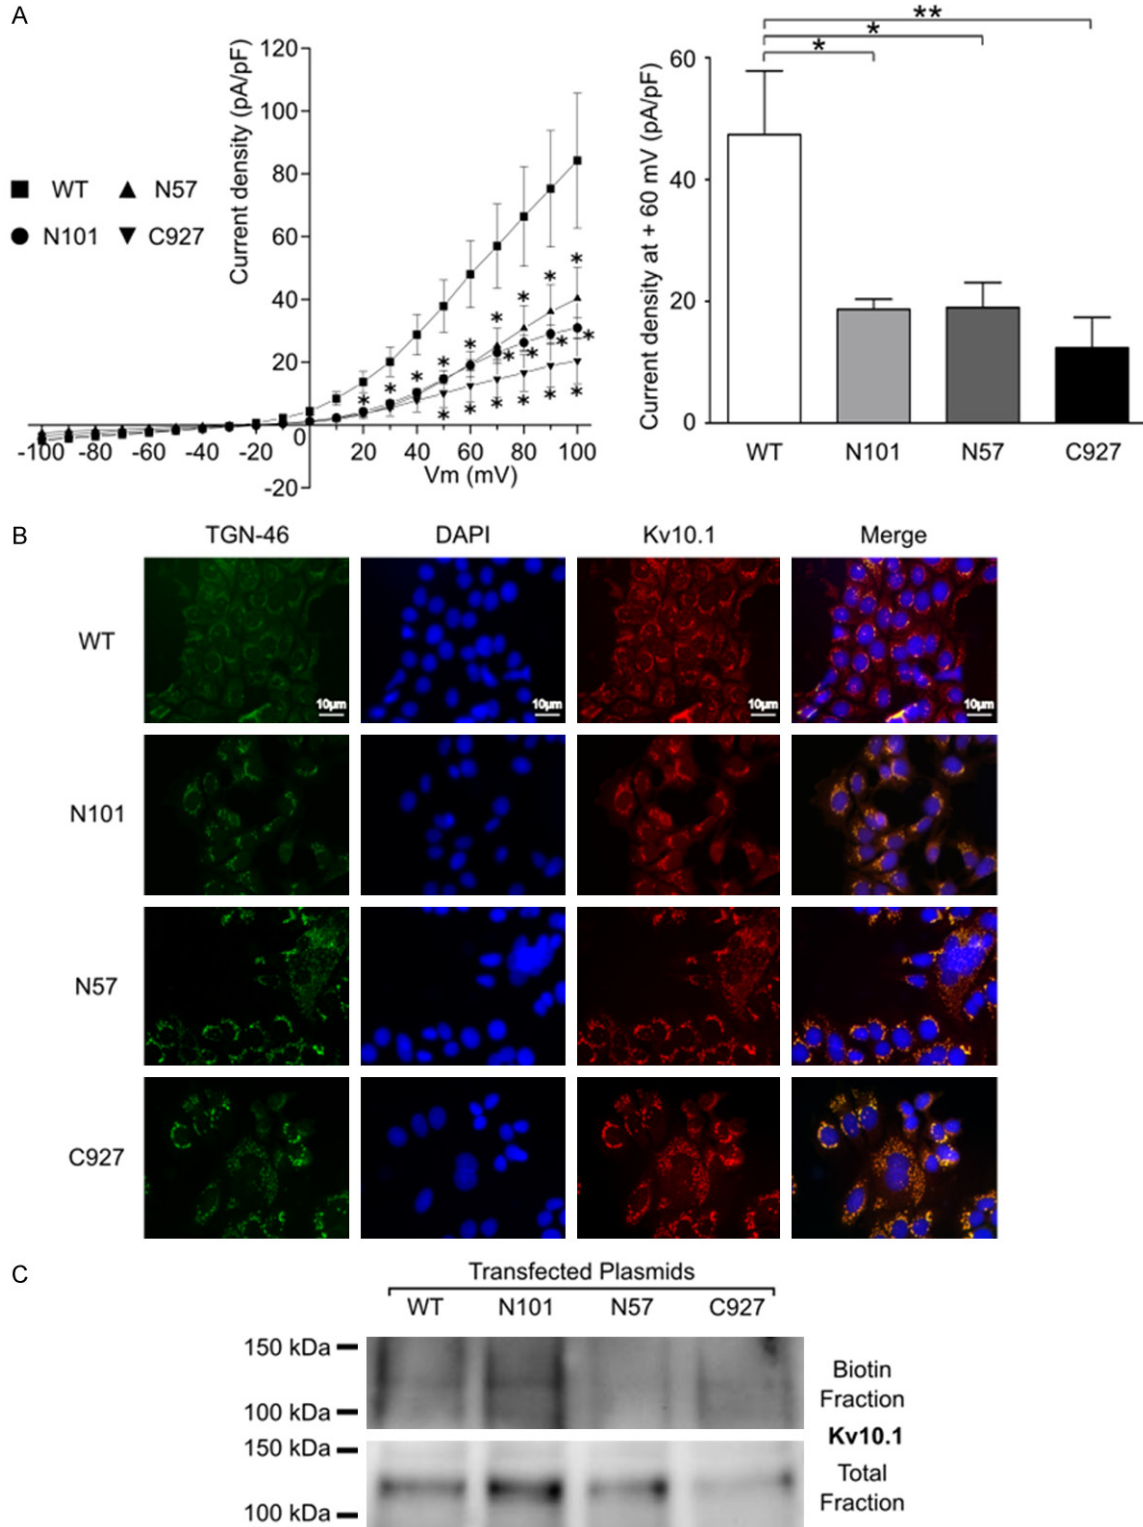 A
Current density (pA/pF)
120
100
80
60
40
20
0
-20
-100 -80 -60 -40 -20 20 40 60 80 100
Vm (mV)
WT N57
N101 C927
* * * * * * * * *
* * * *
* * * * * *
Current density at + 60 mV (pA/pF)
60
40
20
0
**
*
*
WT N101 N57 C927
B
TGN-46 DAPI Kv10.1 Merge
WT
10μm 10μm 10μm 10μm
N101
N57
C927
C
Transfected Plasmids
WT N101 N57 C927
150 kDa
100 kDa
Biotin
Fraction
Kv10.1
150 kDa
100 kDa
Total
Fraction